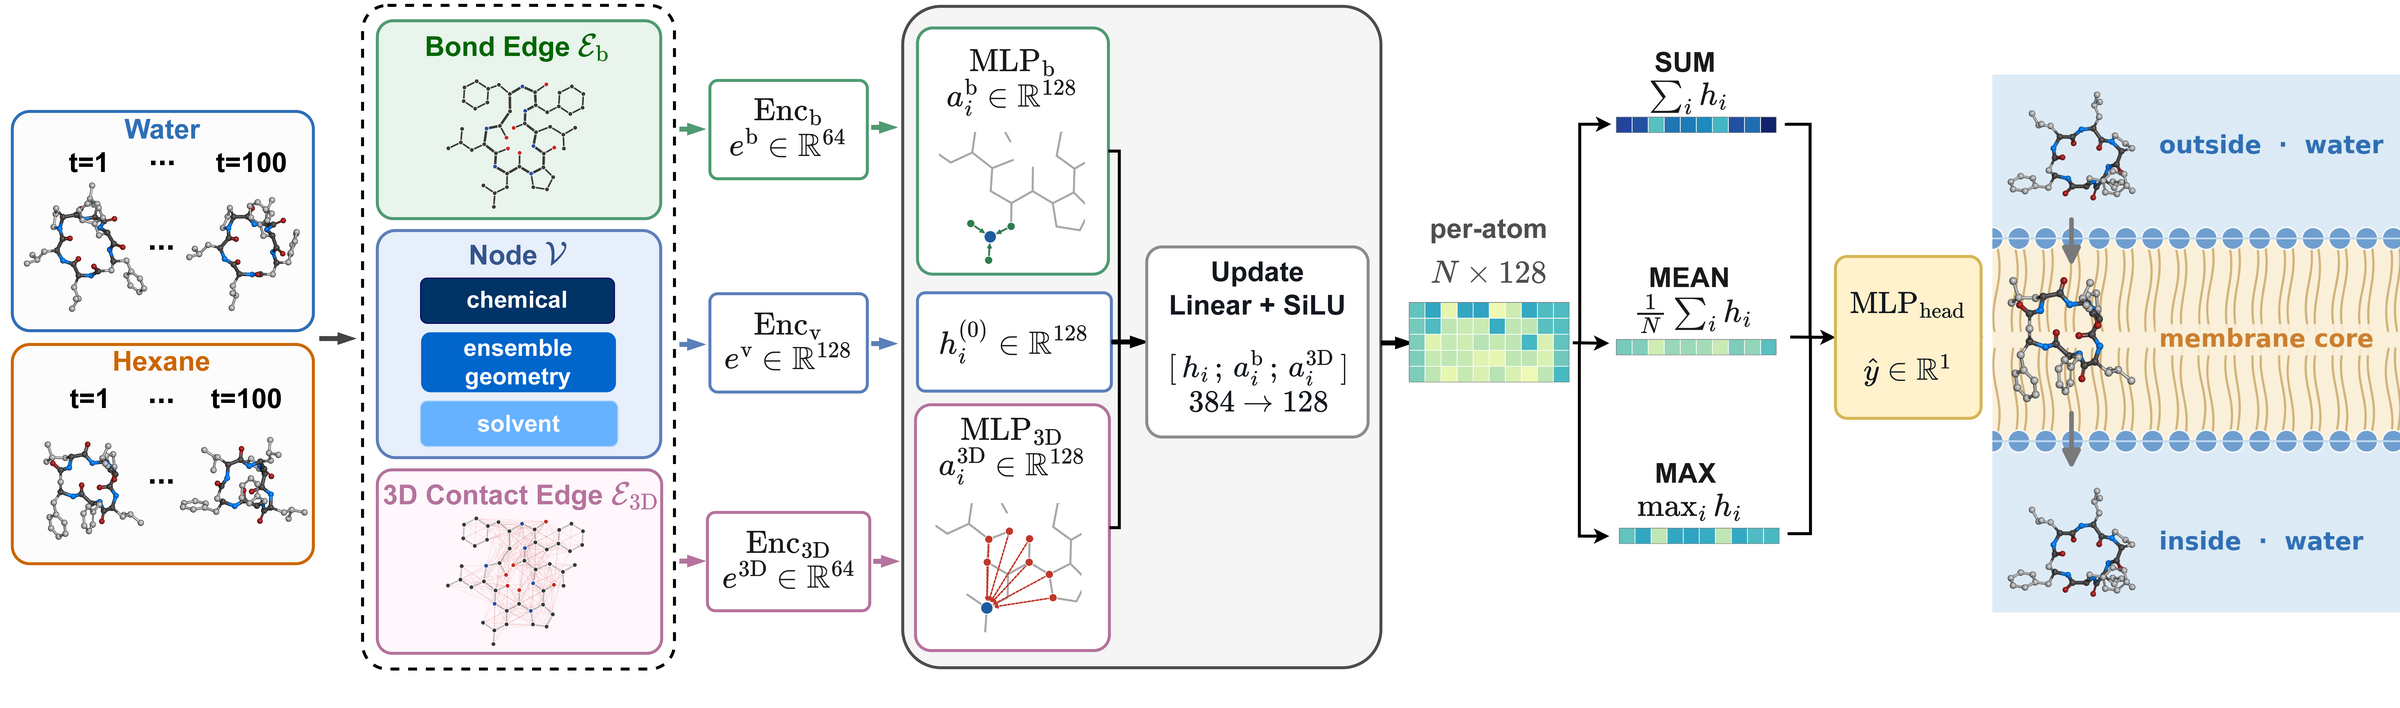 Water
t=1 ... t=100
...
Hexane
t=1 ... t=100
...
Bond Edge ℰ_b
Node 𝒱
chemical
ensemble
geometry
solvent
3D Contact Edge ℰ_3D
Enc_b
e^b ∈ ℝ^64
Enc_v
e^v ∈ ℝ^128
Enc_3D
e^3D ∈ ℝ^64
MLP_b
a_i^b ∈ ℝ^128
h_i^(0) ∈ ℝ^128
MLP_3D
a_i^3D ∈ ℝ^128
Update
Linear + SiLU
[ h_i ; a_i^b ; a_i^3D ]
384 → 128
per-atom
N × 128
SUM
∑_i h_i
MEAN
1/N ∑_i h_i
MAX
max_i h_i
MLP_head
ŷ ∈ ℝ^1
outside · water
membrane core
inside · water